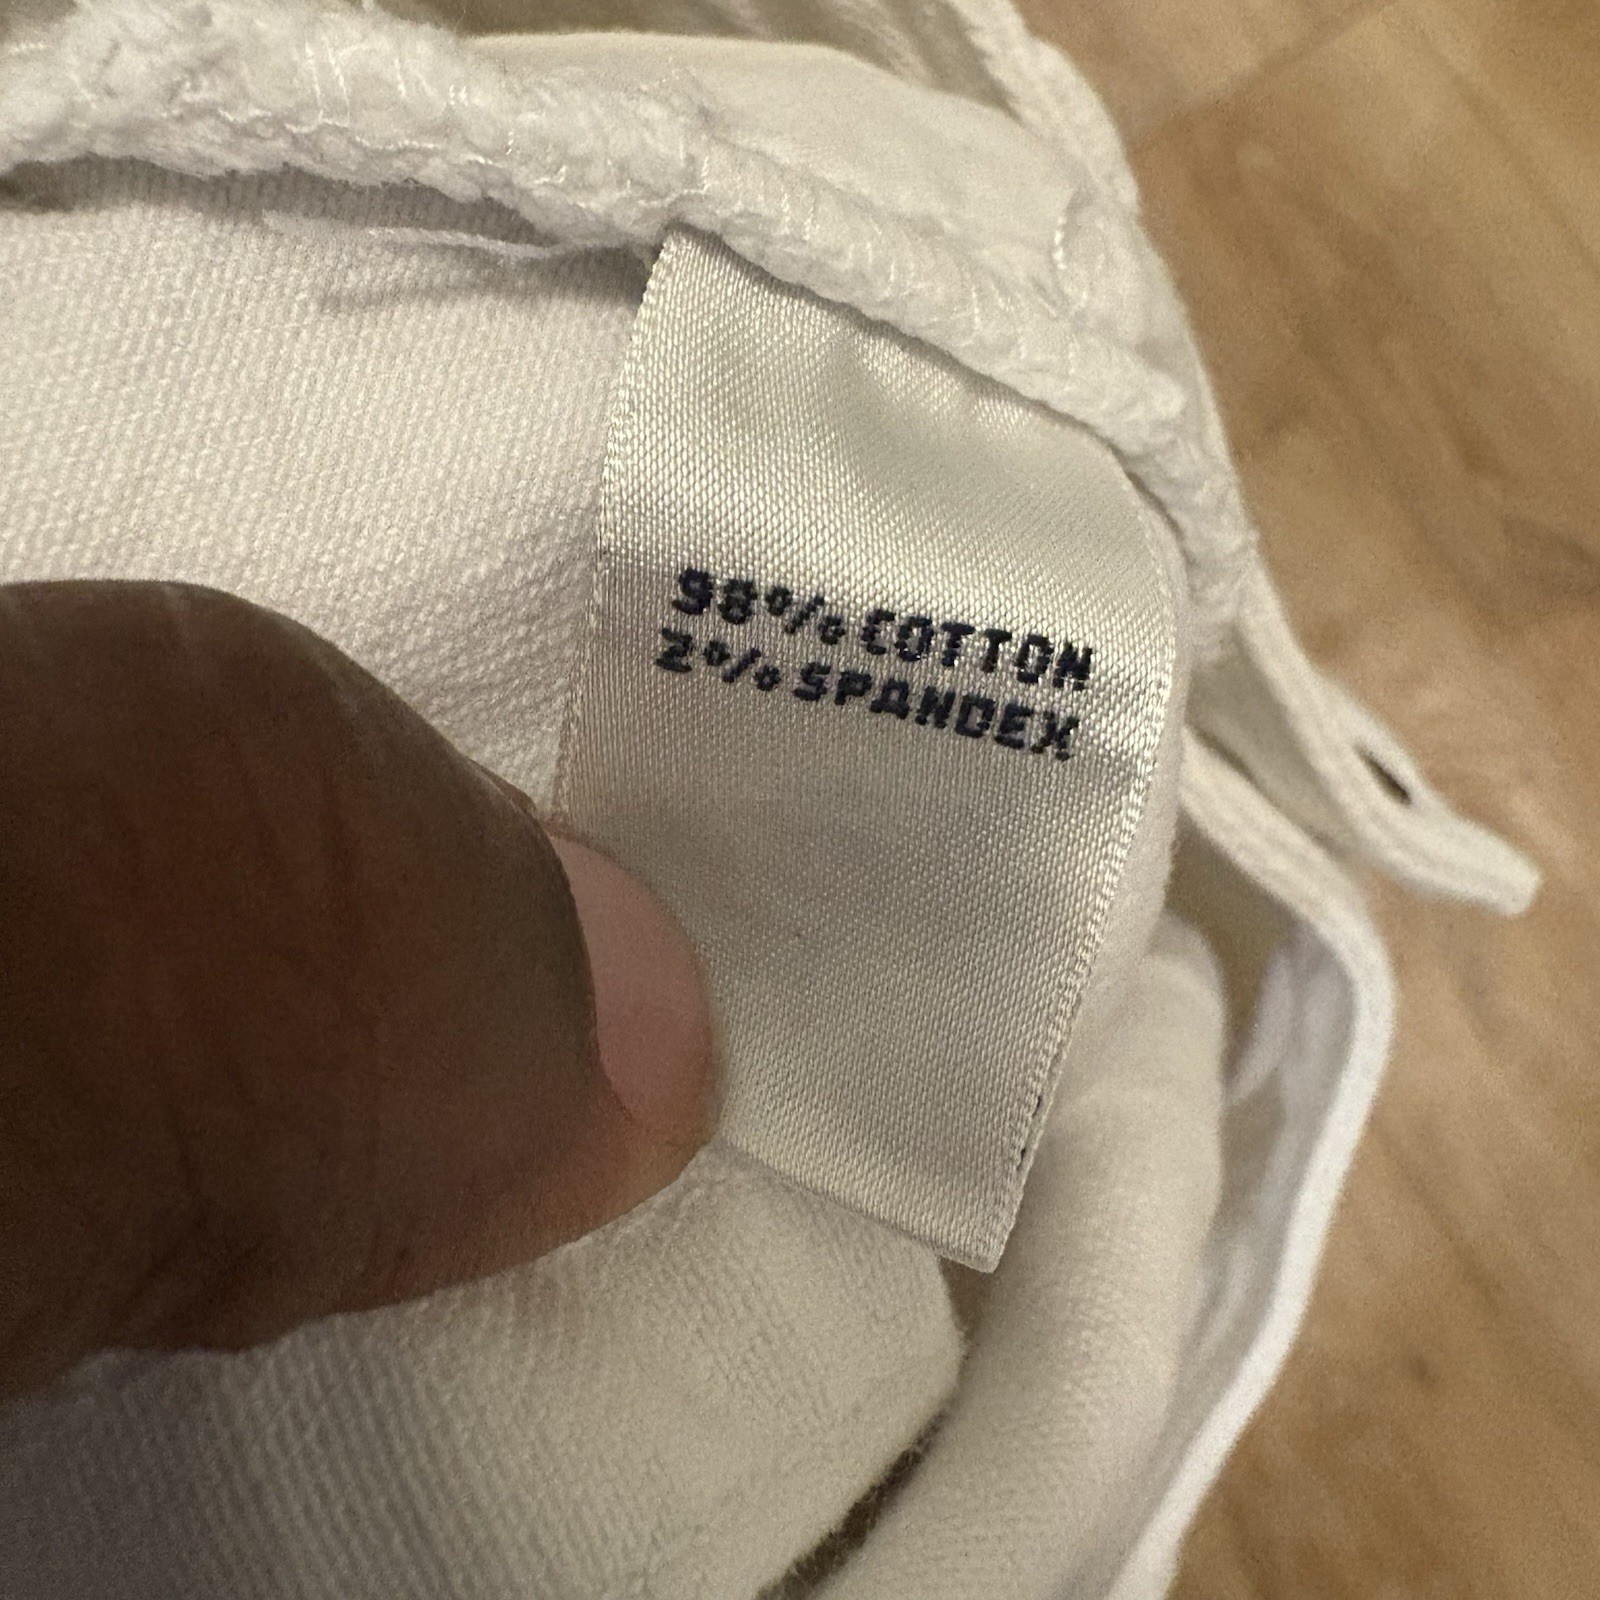 98% COTTON
2% SPANDEX